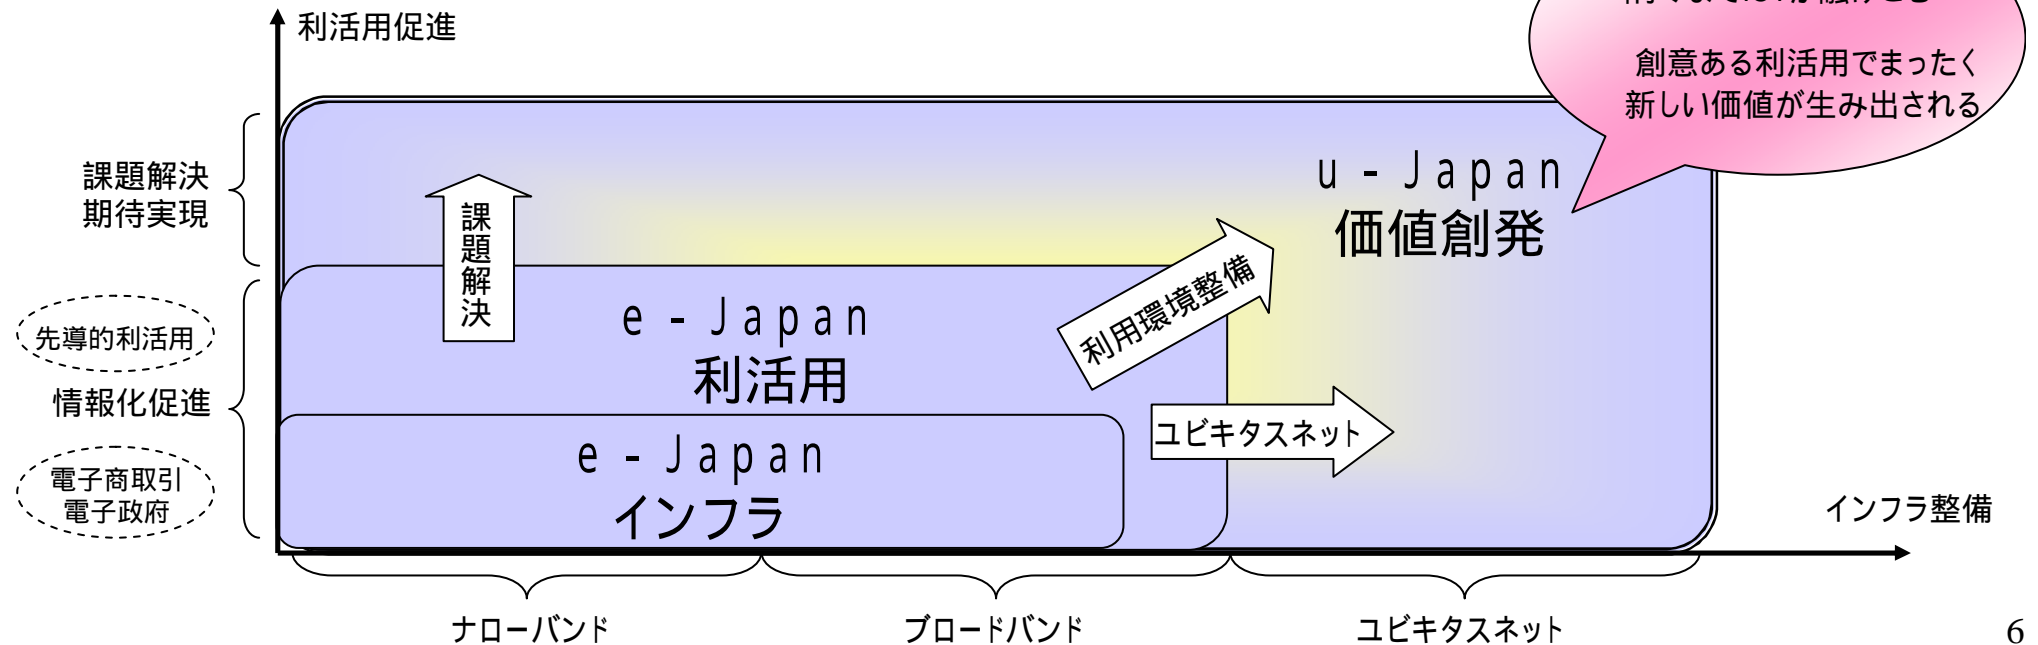 利活用促進
創意ある利活用でまったく
新しい価値が生み出される
課題解決
期待実現
課題解決
u - Japan
価値創発
利用環境整備
e - Japan
利活用
先導的利活用
情報化促進
ユビキタスネット
e - Japan
インフラ
電子商取引
電子政府
インフラ整備
ナローバンド
ブロードバンド
ユビキタスネット
6